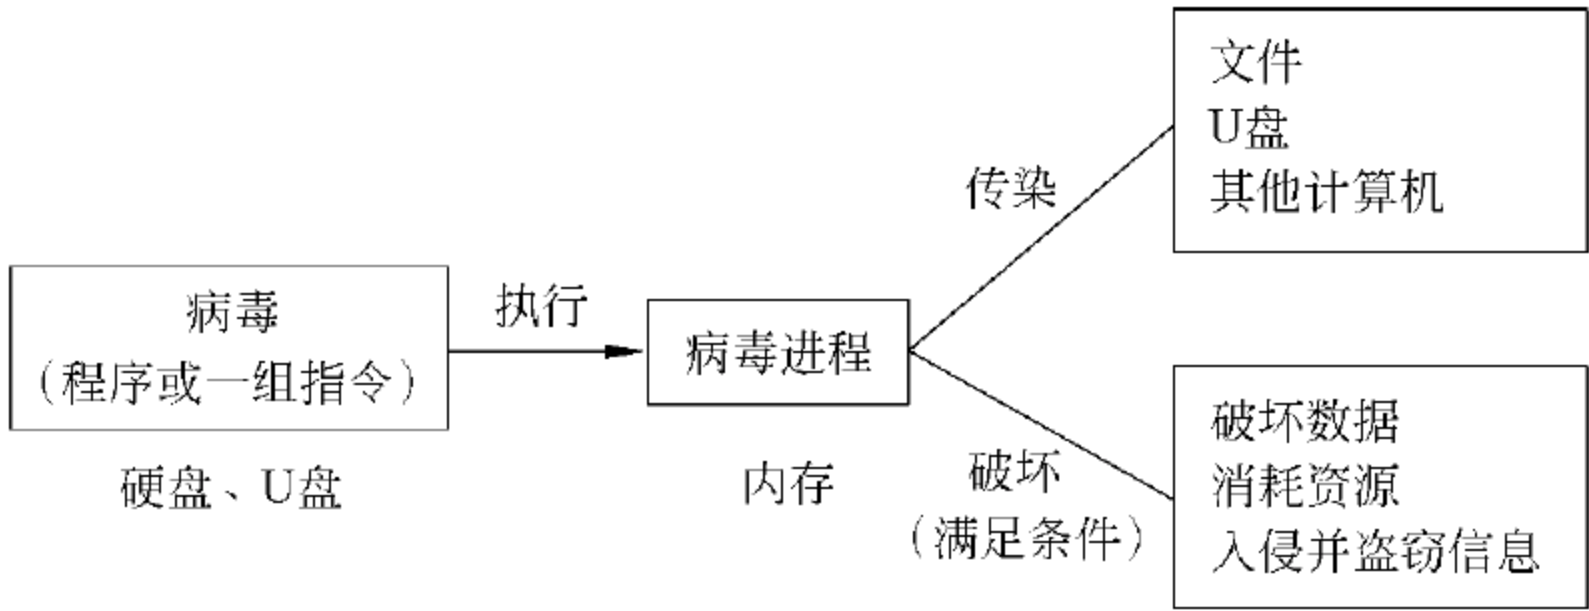 病毒
（程序或一组指令）
硬盘、U盘
执行
病毒进程
内存
传染
文件
U盘
其他计算机
破坏
（满足条件）
破坏数据
消耗资源
入侵并盗窃信息